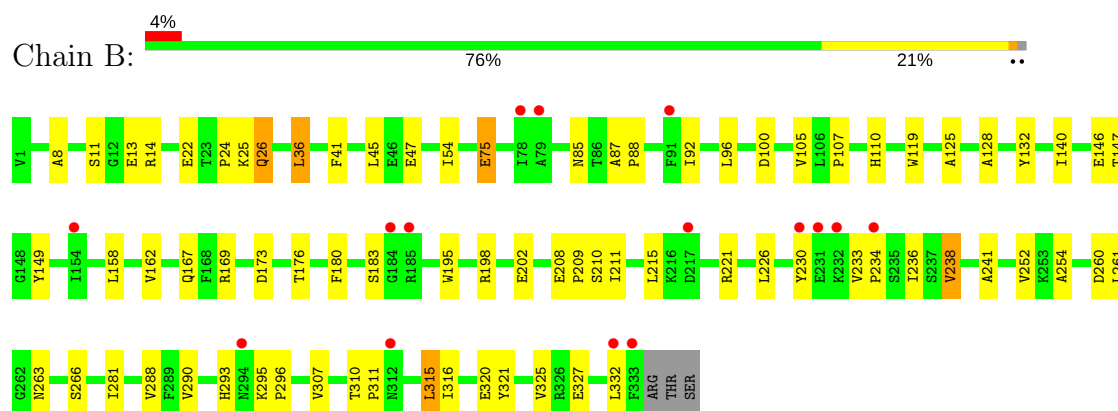 4%
Chain B:
76% 21% ••
V1 A8 S11 G12 E13 R14 E22 T23 P24 K25 Q26 L36 F41 L45 E46 E47 I54 E75 I78 A79 N85 T86 A87 P88 F91 I92 L96 D100 V105 L106 P107 H110 W119 A125 A128 Y132 I140 E146 T147
G148 Y149 I154 L158 V162 Q167 F168 R169 D173 T176 F180 S183 G184 R185 W195 R198 E202 E208 P209 S210 I211 L215 K216 D217 R221 L226 Y230 E231 K232 V233 P234 S235 I236 S237 V238 A241 V252 K253 A254 D260 L261
G262 N263 S266 I281 V288 F289 V290 H293 N294 K295 P296 V307 T310 P311 N312 L315 I316 E320 Y321 V325 R326 E327 L332 F333 ARG THR SER